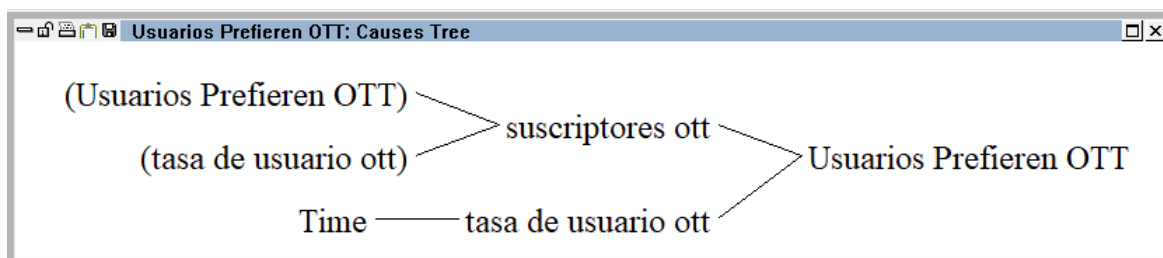 Usuarios Prefieren OTT: Causes Tree
(Usuarios Prefieren OTT)
suscriptores ott
(tasa de usuario ott)
Usuarios Prefieren OTT
Time
tasa de usuario ott